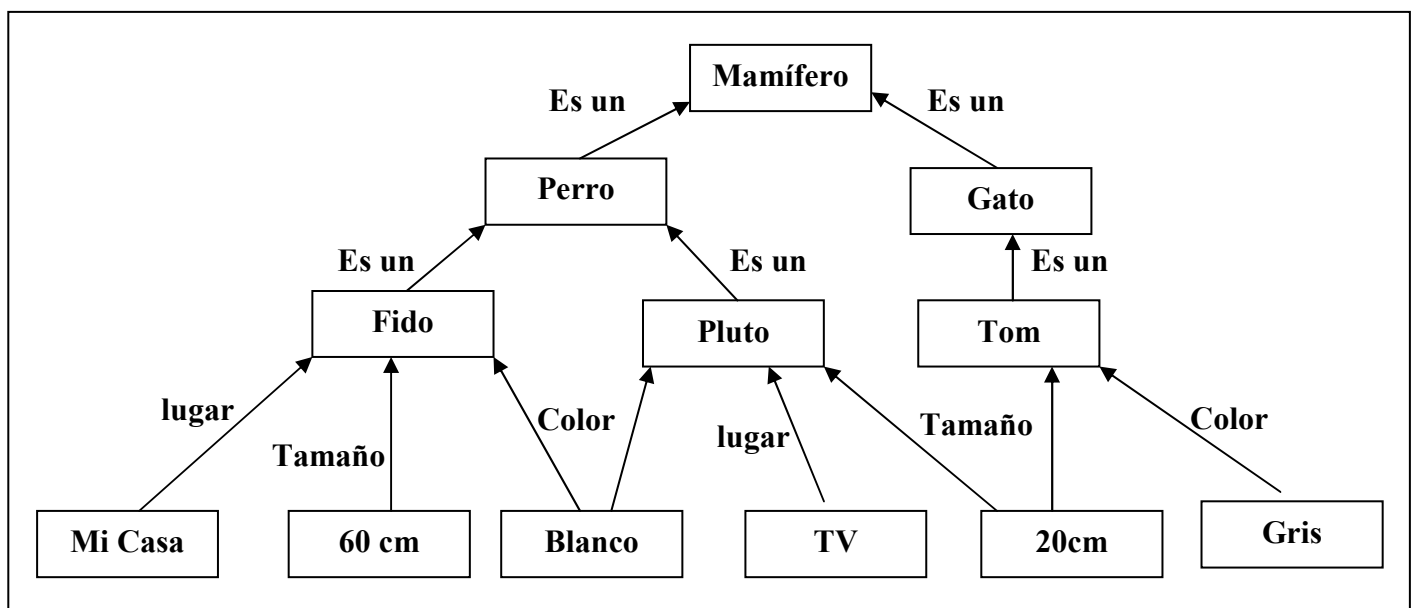 Mamífero
Es un
Es un
Perro
Gato
Es un
Es un
Es un
Fido
Pluto
Tom
lugar
Color
Tamaño
Color
lugar
Tamaño
Mi Casa
60 cm
Blanco
TV
20cm
Gris